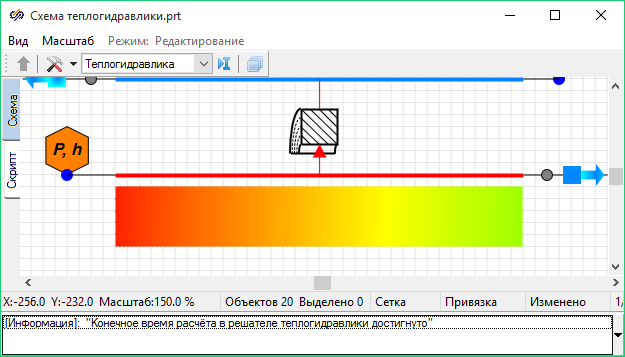 Схема теплогидравлики.prt
Вид Масштаб Режим: Редактирование
Теплогидравлика
Схема
Скрипт
P, h
X:-256.0 Y:-232.0 Масштаб:150.0 % Объектов 20 Выделено 0 Сетка Привязка Изменено 1/
[Информация]: "Конечное время расчёта в решателе теплогидравлики достигнуто"